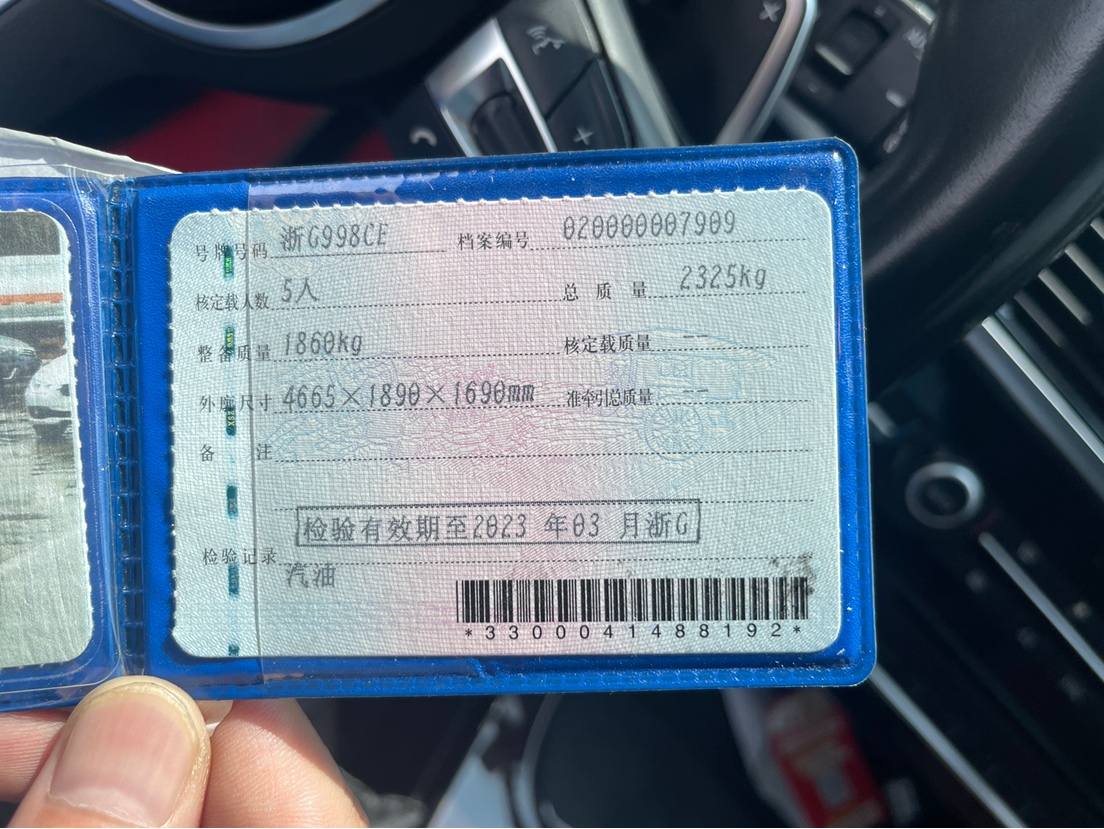 号牌号码 浙G998CE 档案编号 020000007909
核定载人数 5人 总质量 2325kg
整备质量 1860kg 核定载质量 --
外廓尺寸 4665×1890×1690mm 准牵引总质量 --
备注
检验有效期至2023 年03 月浙G
检验记录
汽油
*3300041488192*